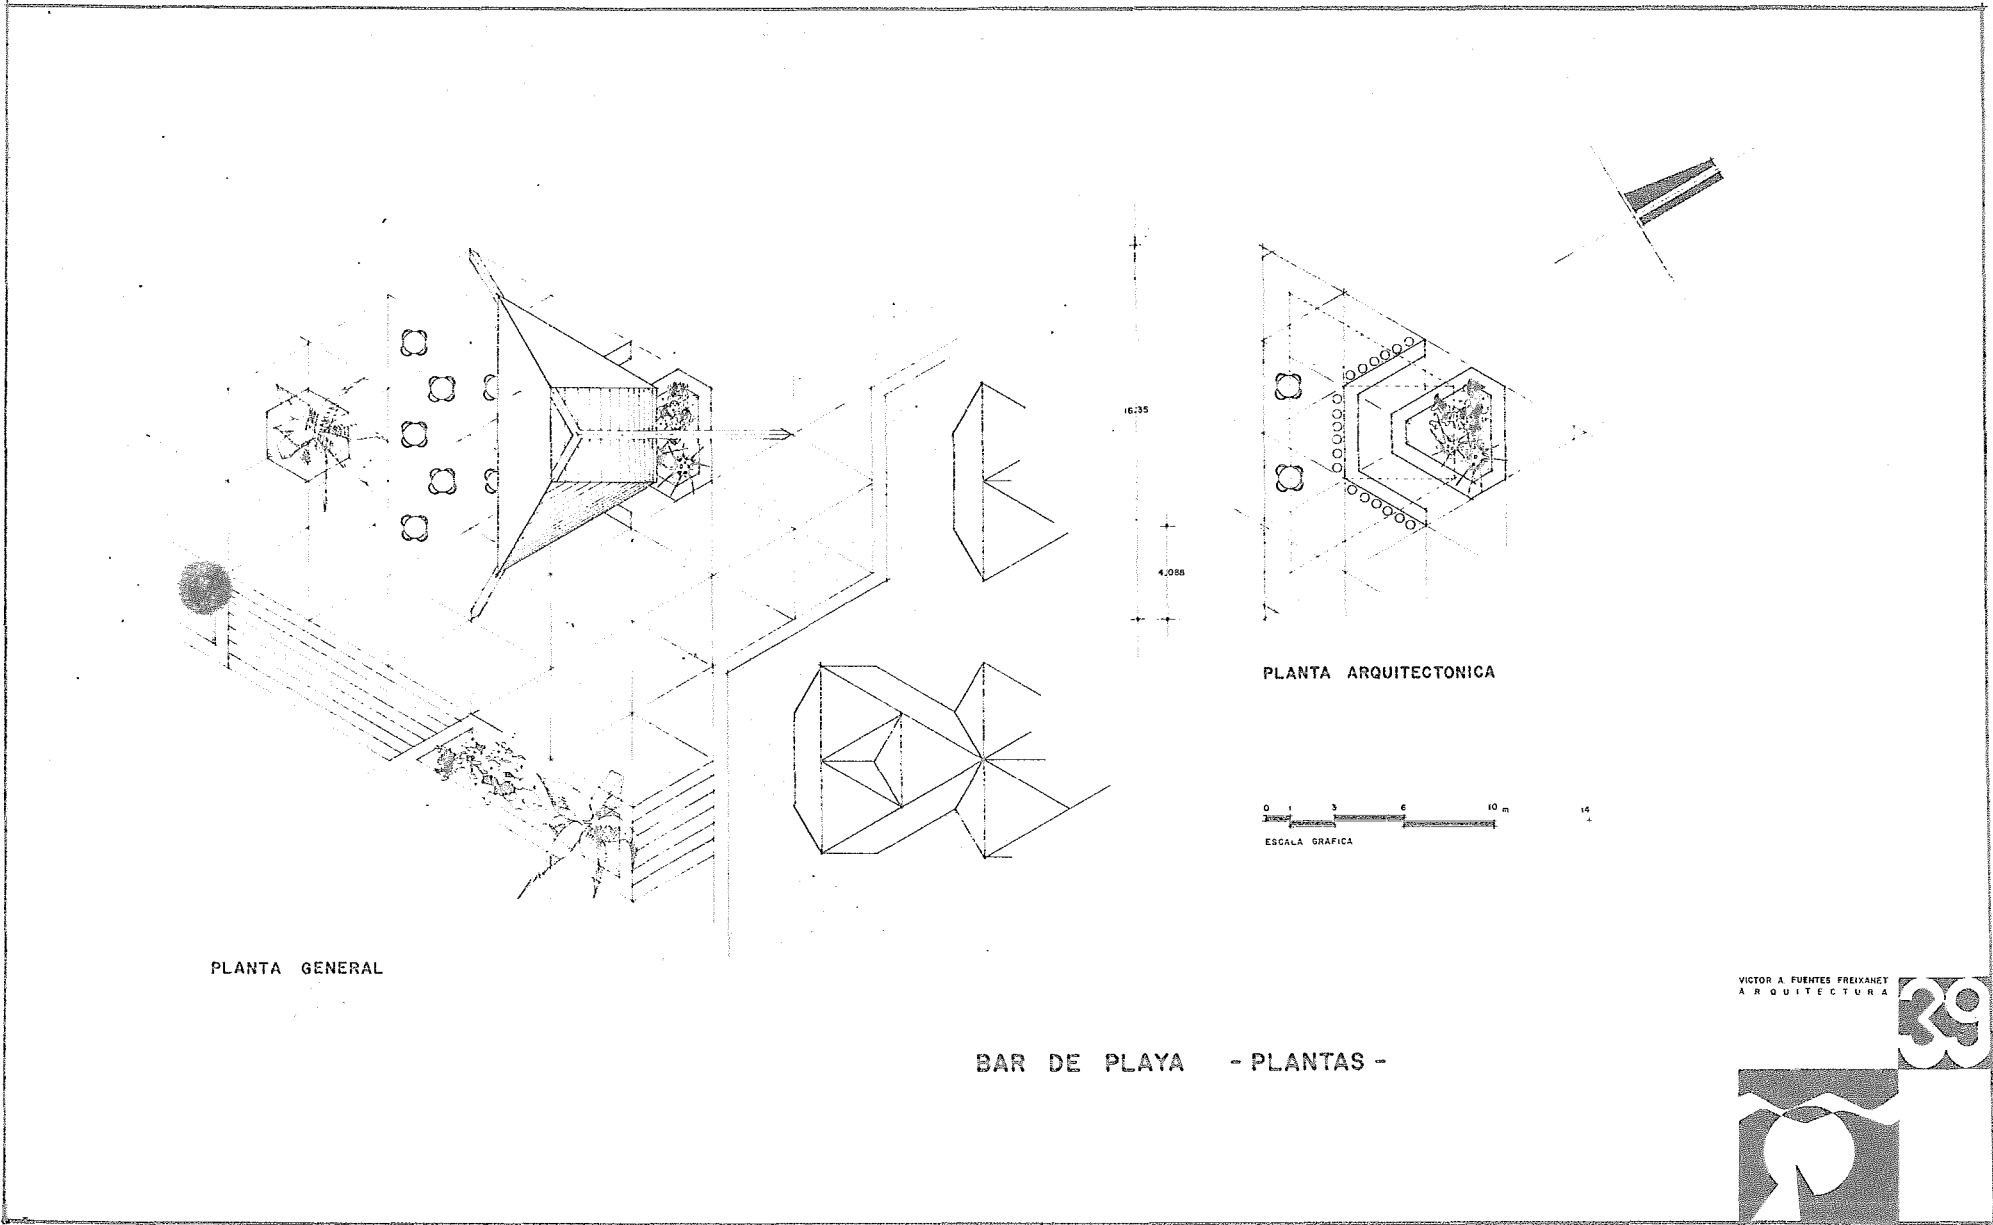 16.35
4.088
PLANTA ARQUITECTONICA
0 1 3 6 10 m 14
ESCALA GRAFICA
PLANTA GENERAL
VICTOR A. FUENTES FREIXANET
ARQUITECTURA
39
BAR DE PLAYA - PLANTAS -